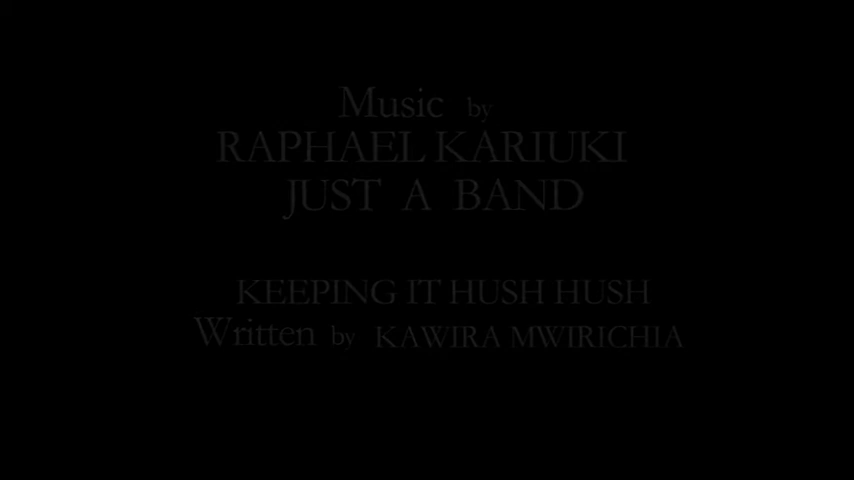 Music by
RAPHAEL KARIUKI
JUST A BAND
KEEPING IT HUSH HUSH
Written by KAWIRA MWIRICHIA